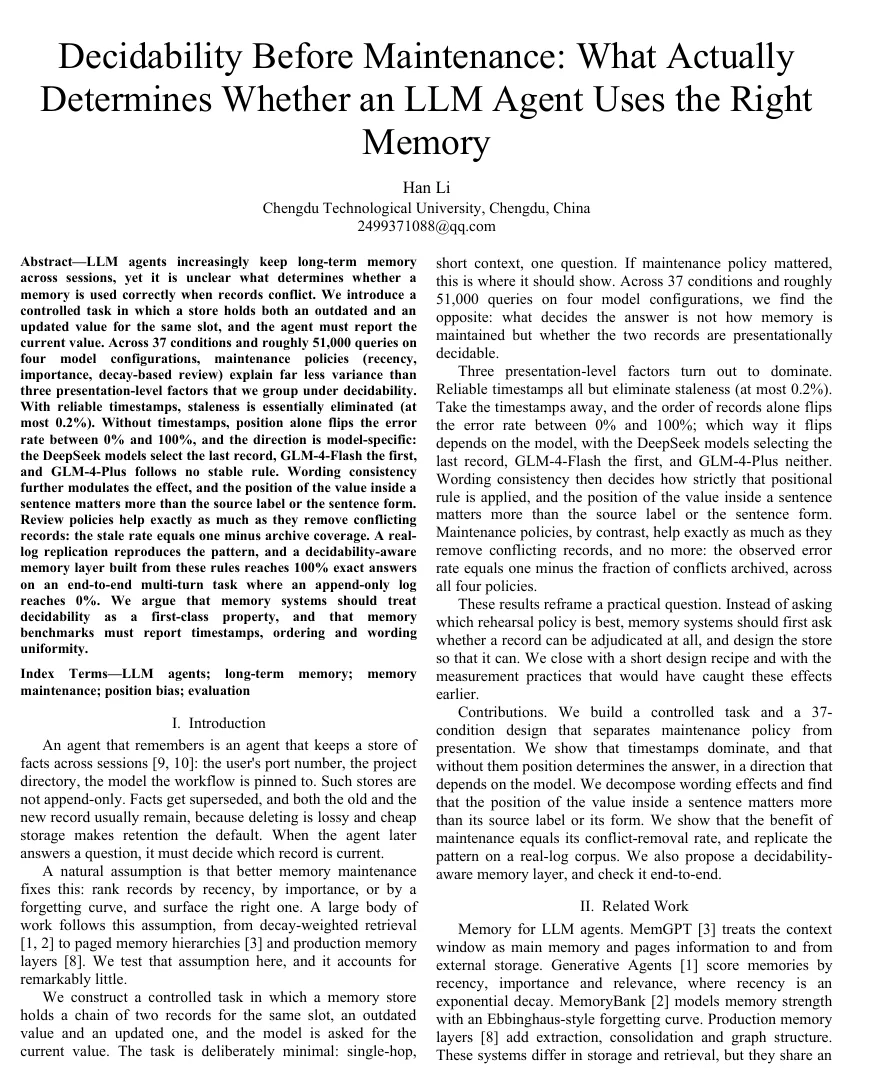 Decidability Before Maintenance: What Actually
Determines Whether an LLM Agent Uses the Right
Memory
Han Li
Chengdu Technological University, Chengdu, China
2499371088@qq.com
Abstract—LLM agents increasingly keep long-term memory
across sessions, yet it is unclear what determines whether a
memory is used correctly when records conflict. We introduce a
controlled task in which a store holds both an outdated and an
updated value for the same slot, and the agent must report the
current value. Across 37 conditions and roughly 51,000 queries on
four model configurations, maintenance policies (recency,
importance, decay-based review) explain far less variance than
three presentation-level factors that we group under decidability.
With reliable timestamps, staleness is essentially eliminated (at
most 0.2%). Without timestamps, position alone flips the error
rate between 0% and 100%, and the direction is model-specific:
the DeepSeek models select the last record, GLM-4-Flash the first,
and GLM-4-Plus follows no stable rule. Wording consistency
further modulates the effect, and the position of the value inside a
sentence matters more than the source label or the sentence form.
Review policies help exactly as much as they remove conflicting
records: the stale rate equals one minus archive coverage. A real-
log replication reproduces the pattern, and a decidability-aware
memory layer built from these rules reaches 100% exact answers
on an end-to-end multi-turn task where an append-only log
reaches 0%. We argue that memory systems should treat
decidability as a first-class property, and that memory
benchmarks must report timestamps, ordering and wording
uniformity.
Index Terms—LLM agents; long-term memory; memory
maintenance; position bias; evaluation
I. Introduction
An agent that remembers is an agent that keeps a store of
facts across sessions [9, 10]: the user's port number, the project
directory, the model the workflow is pinned to. Such stores are
not append-only. Facts get superseded, and both the old and the
new record usually remain, because deleting is lossy and cheap
storage makes retention the default. When the agent later
answers a question, it must decide which record is current.
A natural assumption is that better memory maintenance
fixes this: rank records by recency, by importance, or by a
forgetting curve, and surface the right one. A large body of
work follows this assumption, from decay-weighted retrieval
[1, 2] to paged memory hierarchies [3] and production memory
layers [8]. We test that assumption here, and it accounts for
remarkably little.
We construct a controlled task in which a memory store
holds a chain of two records for the same slot, an outdated
value and an updated one, and the model is asked for the
current value. The task is deliberately minimal: single-hop,
short context, one question. If maintenance policy mattered,
this is where it should show. Across 37 conditions and roughly
51,000 queries on four model configurations, we find the
opposite: what decides the answer is not how memory is
maintained but whether the two records are presentationally
decidable.
Three presentation-level factors turn out to dominate.
Reliable timestamps all but eliminate staleness (at most 0.2%).
Take the timestamps away, and the order of records alone flips
the error rate between 0% and 100%; which way it flips
depends on the model, with the DeepSeek models selecting the
last record, GLM-4-Flash the first, and GLM-4-Plus neither.
Wording consistency then decides how strictly that positional
rule is applied, and the position of the value inside a sentence
matters more than the source label or the sentence form.
Maintenance policies, by contrast, help exactly as much as they
remove conflicting records, and no more: the observed error
rate equals one minus the fraction of conflicts archived, across
all four policies.
These results reframe a practical question. Instead of asking
which rehearsal policy is best, memory systems should first ask
whether a record can be adjudicated at all, and design the store
so that it can. We close with a short design recipe and with the
measurement practices that would have caught these effects
earlier.
Contributions. We build a controlled task and a 37-
condition design that separates maintenance policy from
presentation. We show that timestamps dominate, and that
without them position determines the answer, in a direction that
depends on the model. We decompose wording effects and find
that the position of the value inside a sentence matters more
than its source label or its form. We show that the benefit of
maintenance equals its conflict-removal rate, and replicate the
pattern on a real-log corpus. We also propose a decidability-
aware memory layer, and check it end-to-end.
II. Related Work
Memory for LLM agents. MemGPT [3] treats the context
window as main memory and pages information to and from
external storage. Generative Agents [1] score memories by
recency, importance and relevance, where recency is an
exponential decay. MemoryBank [2] models memory strength
with an Ebbinghaus-style forgetting curve. Production memory
layers [8] add extraction, consolidation and graph structure.
These systems differ in storage and retrieval, but they share an